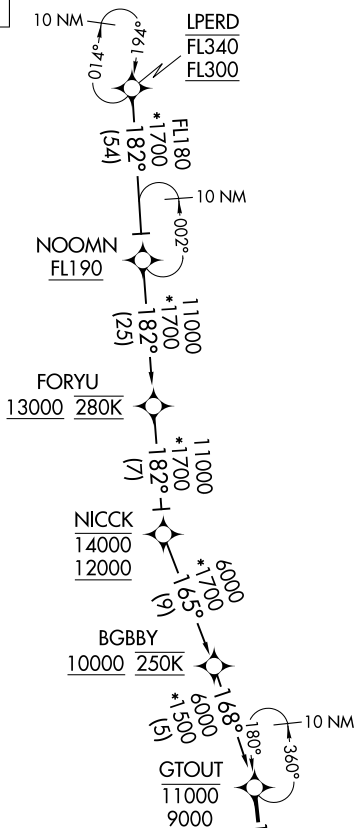 10 NM
014°
194°
LPERD
FL340
FL300
FL180
*1700
182°
(54)
10 NM
002°
NOOMN
FL190
11000
*1700
182°
(25)
FORYU
13000 280K
11000
*1700
182°
(7)
NICCK
14000
12000
6000
*1700
165°
(9)
BGBBY
10000 250K
6000
*1500
168°
(5)
180°
360°
10 NM
GTOUT
11000
9000